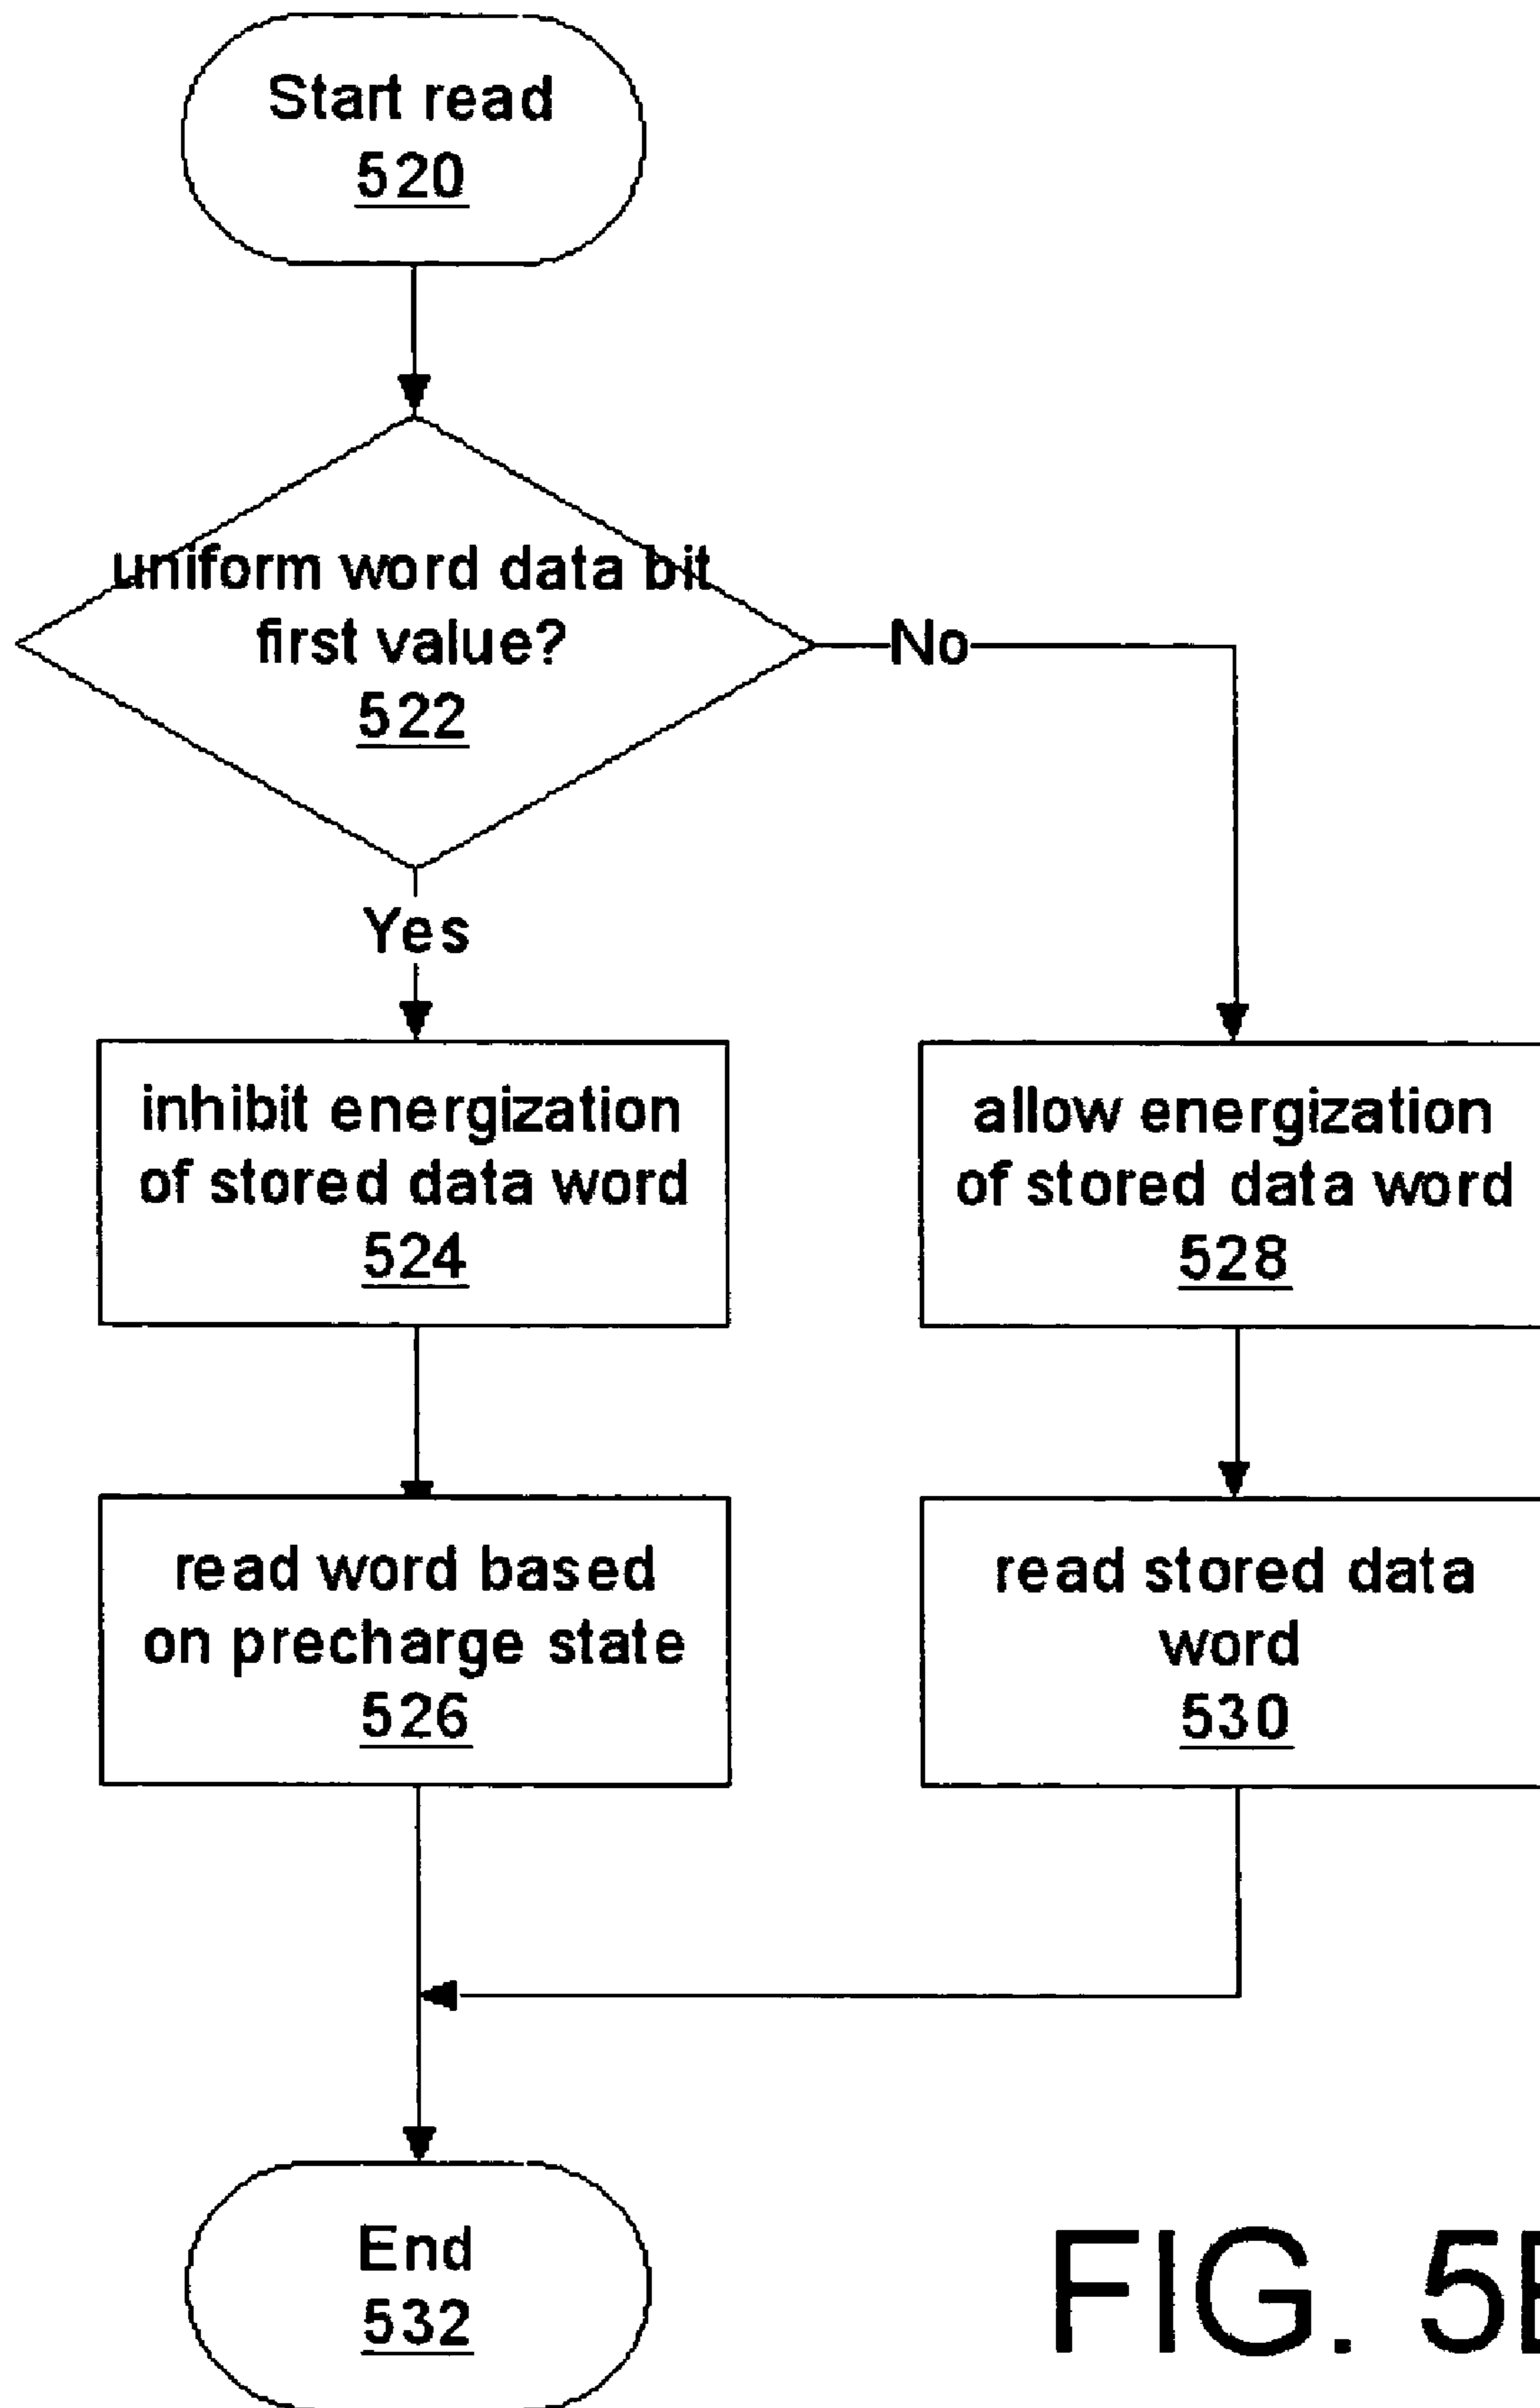 Start read
520
uniform word data bit
first value?
522
No
Yes
inhibit energization
of stored data word
524
allow energization
of stored data word
528
read word based
on precharge state
526
read stored data
word
530
End
532
FIG. 5B